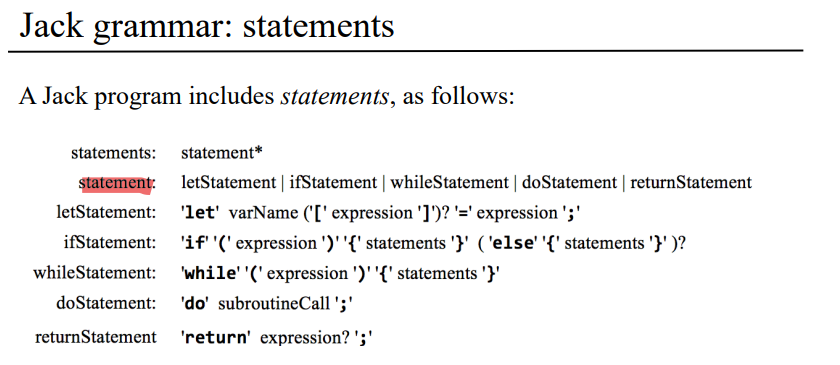 Jack grammar: statements
A Jack program includes statements, as follows:
statements: statement*
statement: letStatement | ifStatement | whileStatement | doStatement | returnStatement
letStatement: 'let' varName ('[' expression ']')? '=' expression ';'
ifStatement: 'if' '(' expression ')' '{' statements '}' ( 'else' '{' statements '}' )?
whileStatement: 'while' '(' expression ')' '{' statements '}'
doStatement: 'do' subroutineCall ';'
returnStatement 'return' expression? ';'